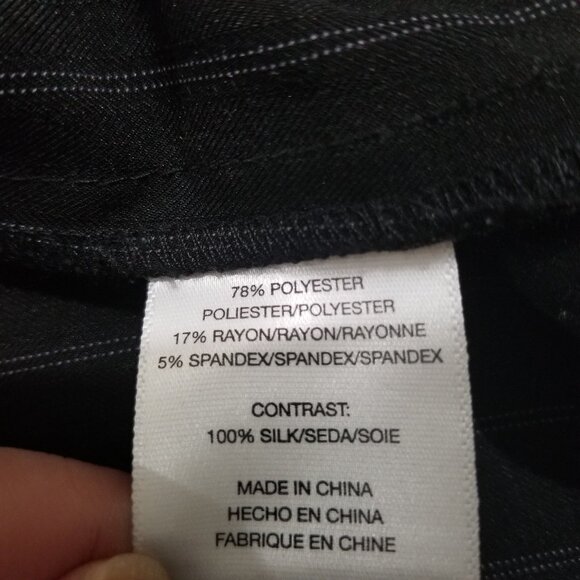 78% POLYESTER
POLIESTER/POLYESTER
17% RAYON/RAYON/RAYONNE
5% SPANDEX/SPANDEX/SPANDEX
CONTRAST:
100% SILK/SEDA/SOIE
MADE IN CHINA
HECHO EN CHINA
FABRIQUE EN CHINE